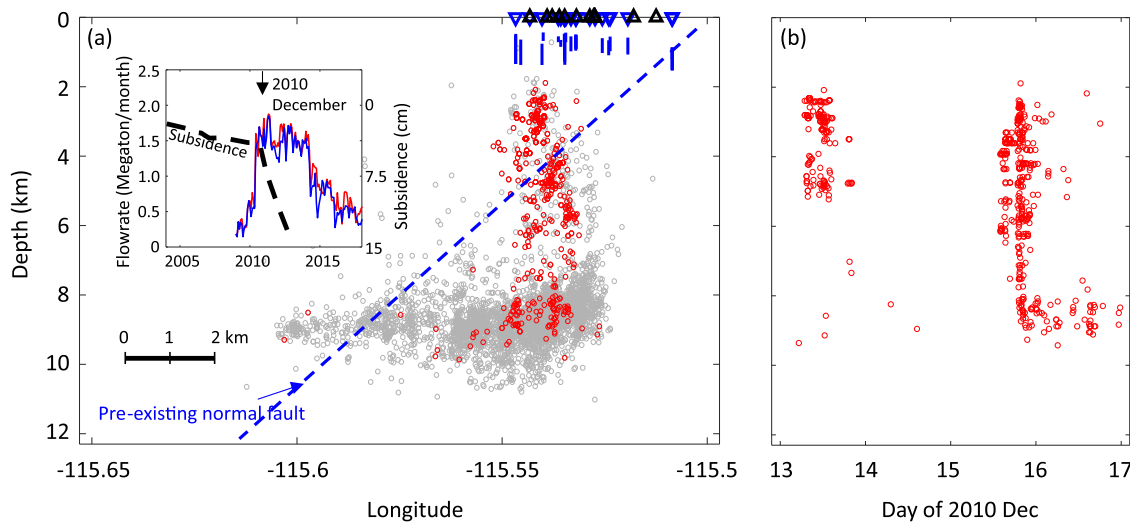 (a)
(b)
0
2
4
6
8
10
12
Depth (km)
-115.65
-115.6
-115.55
-115.5
Longitude
2.5
2.0
1.5
1.0
0.5
0
Flowrate (Megaton/month)
2005
2010
2015
0
7.5
15
Subsidence (cm)
2010
December
Subsidence
0 1 2 km
Pre-existing normal fault
13
14
15
16
17
Day of 2010 Dec